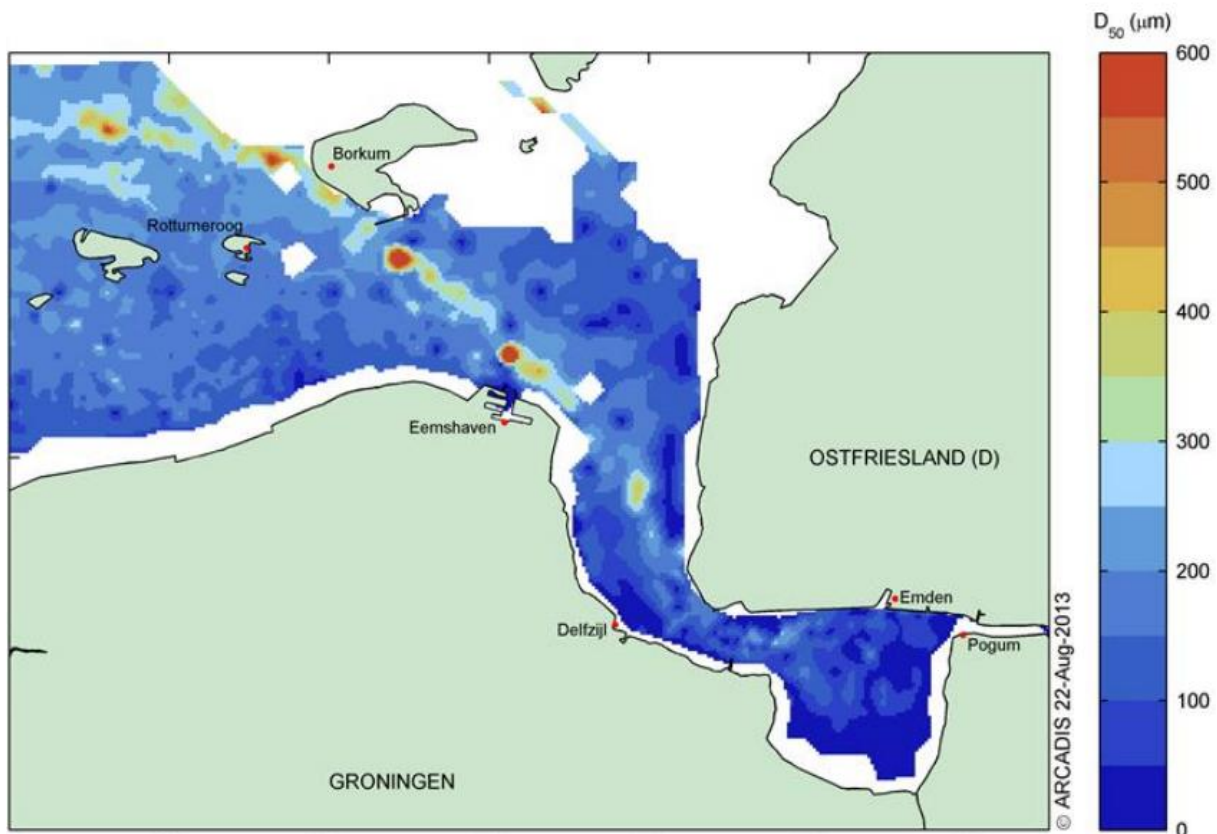 D50 (µm)
600
500
400
300
200
100
0
Borkum
Rottumeroog
Eemshaven
OSTFRIESLAND (D)
Emden
Delfzijl
Pogum
GRONINGEN
© ARCADIS 22-Aug-2013